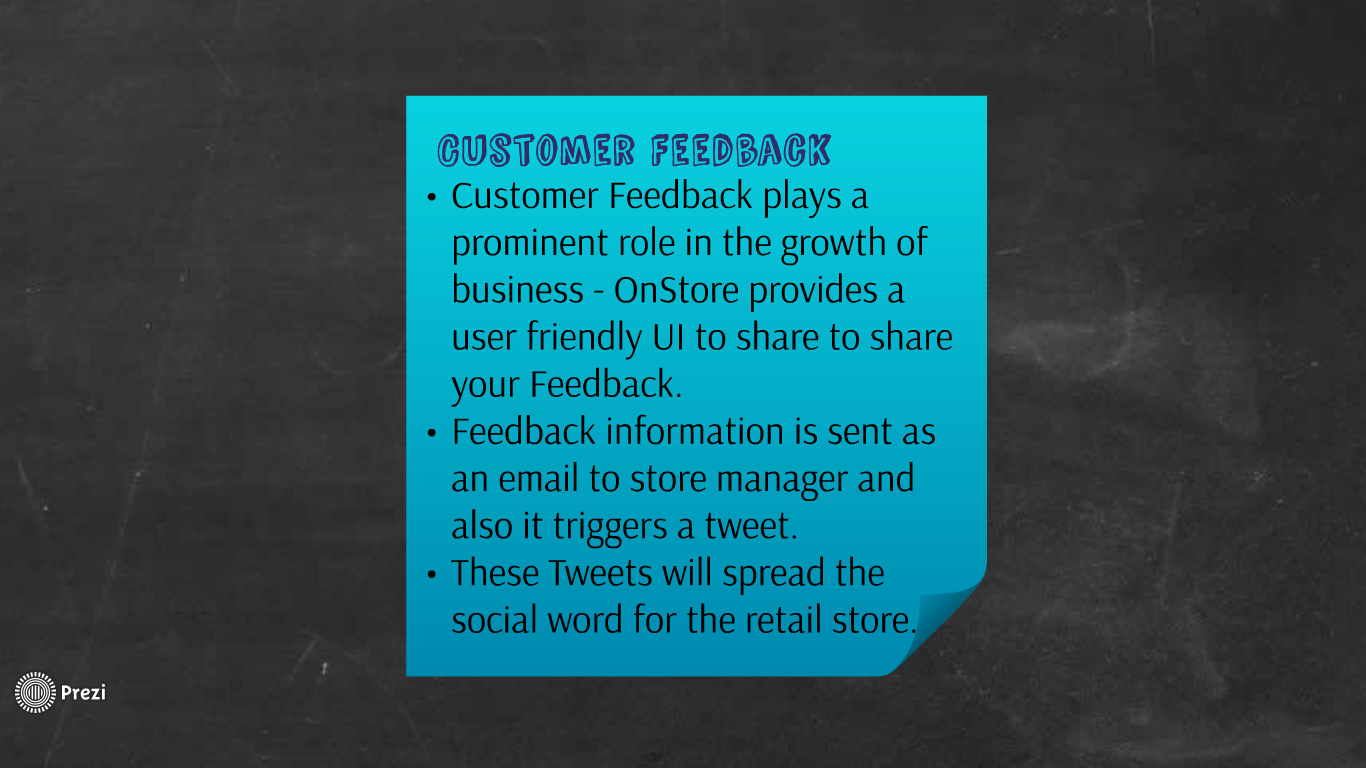 CUSTOMER FEEDBACK
• Customer Feedback plays a
prominent role in the growth of
business - OnStore provides a
user friendly UI to share to share
your Feedback.
• Feedback information is sent as
an email to store manager and
also it triggers a tweet.
• These Tweets will spread the
social word for the retail store.
Prezi